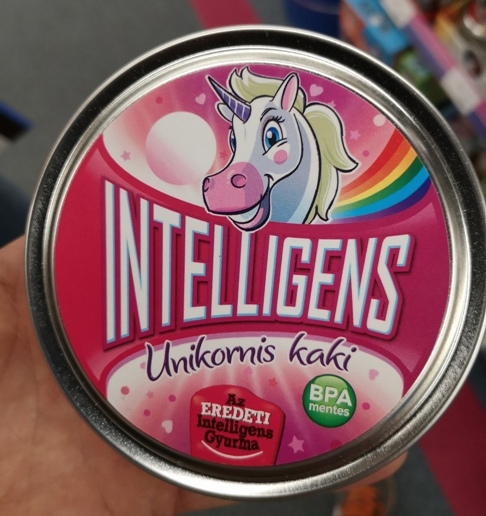 INTELLIGENS
Unikornis kaki
BPA
mentes
Az
EREDETI
Intelligens
Gyurma